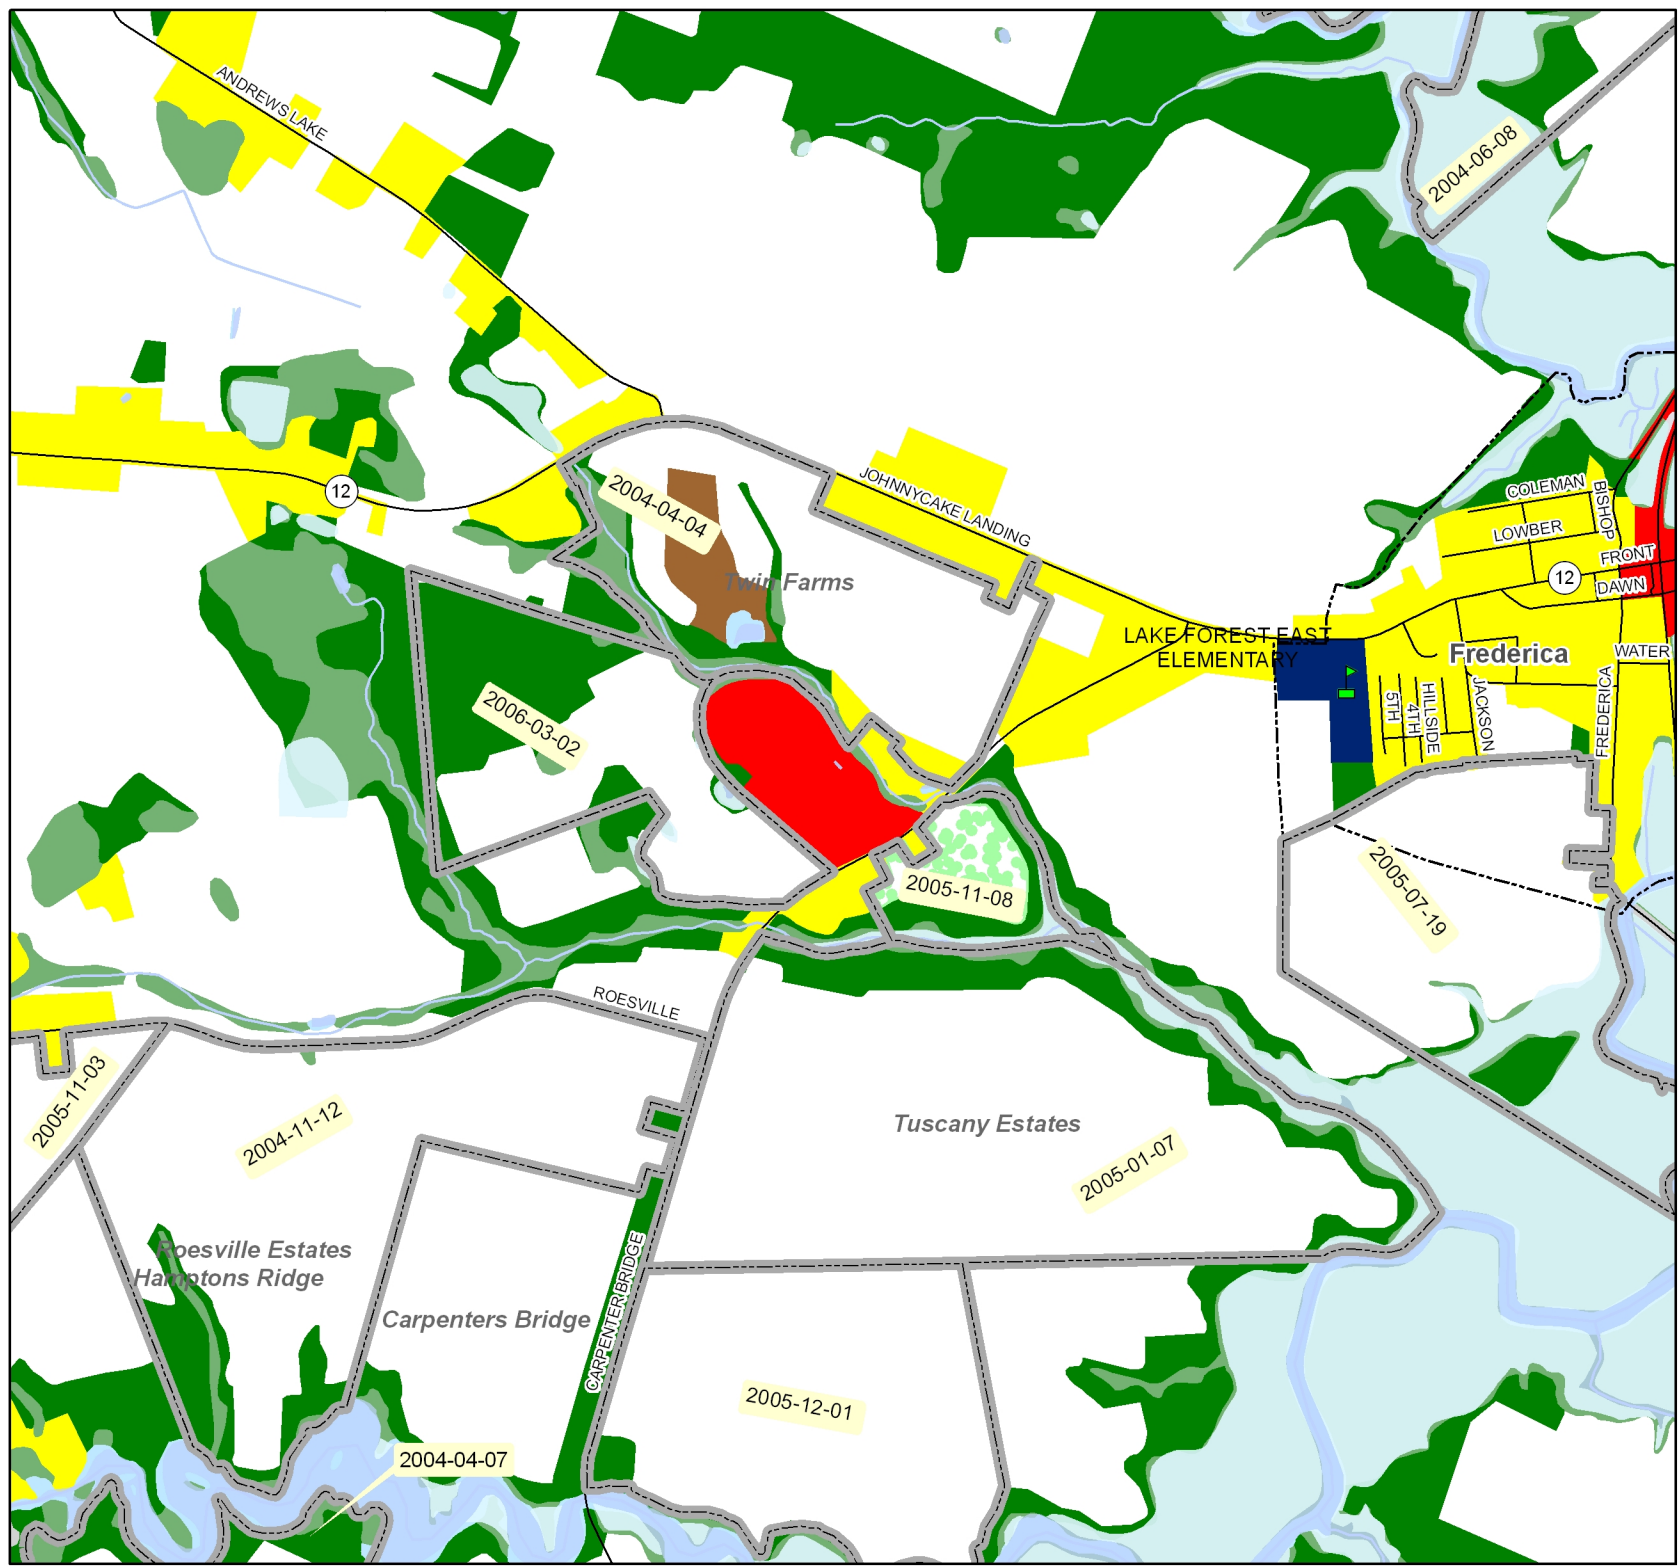 ANDREWS LAKE
2004-06-08
12
2004-04-04
JOHNNYCAKE LANDING
Twin Farms
COLEMAN
BISHOP
LOWBER
FRONT
12
DAWN
LAKE FOREST EAST
ELEMENTARY
Frederica
WATER
5TH
4TH
HILLSIDE
JACKSON
FREDERICA
2006-03-02
2005-11-08
2005-07-19
ROESVILLE
2005-11-03
2004-11-12
Tuscany Estates
2005-01-07
Roesville Estates
Hamptons Ridge
Carpenters Bridge
CARPENTER BRIDGE
2005-12-01
2004-04-07